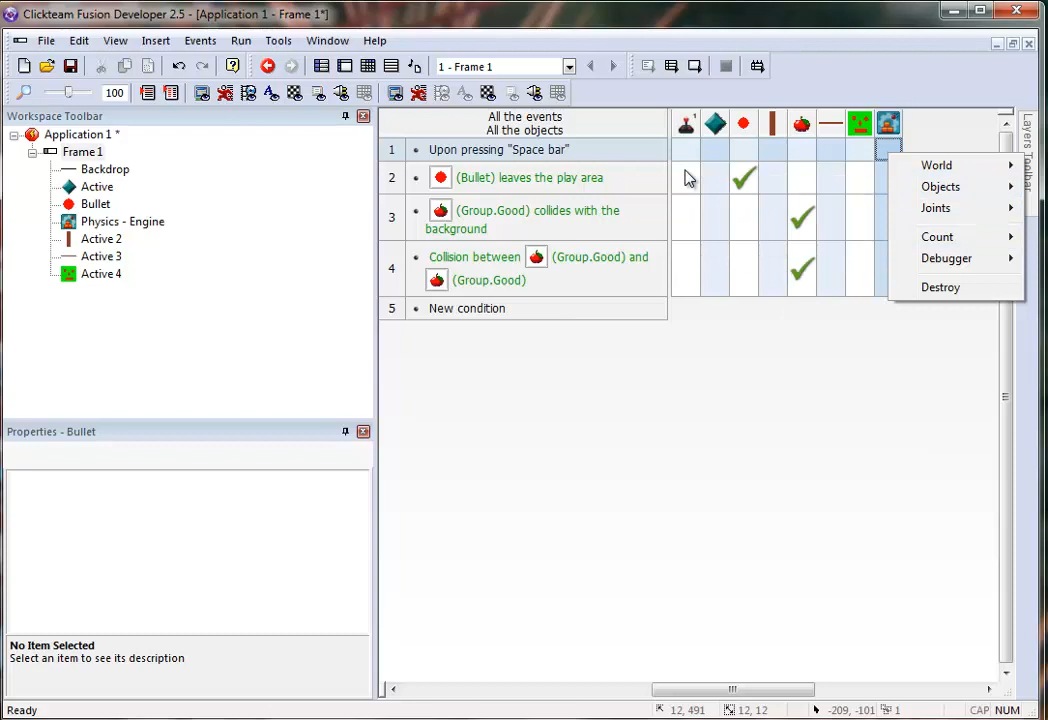 Clickteam Fusion Developer 2.5 - [Application 1 - Frame 1*]
File Edit View Insert Events Run Tools Window Help
1 - Frame 1
100
Workspace Toolbar
Application 1 *
Frame 1
Backdrop
Active
Bullet
Physics - Engine
Active 2
Active 3
Active 4
Properties - Bullet
No Item Selected
Select an item to see its description
All the events
All the objects
1
1 • Upon pressing "Space bar"
2 • (Bullet) leaves the play area
3 • (Group.Good) collides with the
background
4 • Collision between (Group.Good) and
(Group.Good)
5 • New condition
World
Objects
Joints
Count
Debugger
Destroy
Layers Toolbar
Ready
12, 491
12, 12
-209, -101
1
CAP NUM